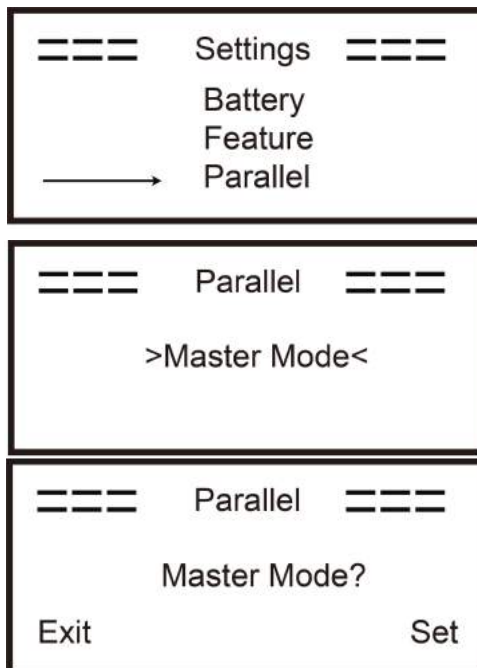 === Settings ===
Battery
Feature
Parallel
=== Parallel ===
>Master Mode<
=== Parallel ===
Master Mode?
Exit Set